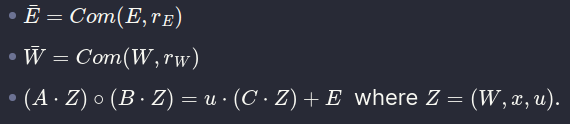 • Ē = Com(E, r_E)
• W̄ = Com(W, r_W)
• (A · Z) ∘ (B · Z) = u · (C · Z) + E where Z = (W, x, u).